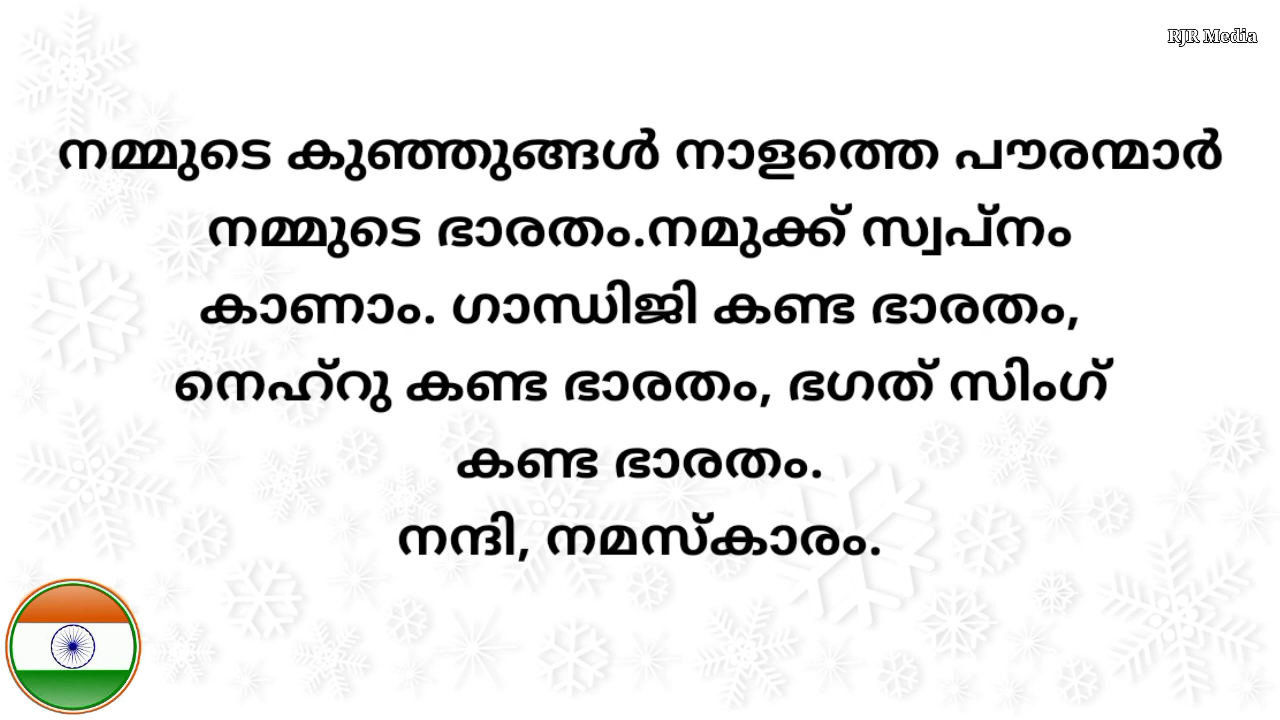 RJR Media
നമ്മുടെ കുഞ്ഞുങ്ങൾ നാളത്തെ പൗരന്മാർ
നമ്മുടെ ഭാരതം.നമുക്ക് സ്വപ്നം
കാണാം. ഗാന്ധിജി കണ്ട ഭാരതം,
നെഹ്റു കണ്ട ഭാരതം, ഭഗത് സിംഗ്
കണ്ട ഭാരതം.
നന്ദി, നമസ്കാരം.